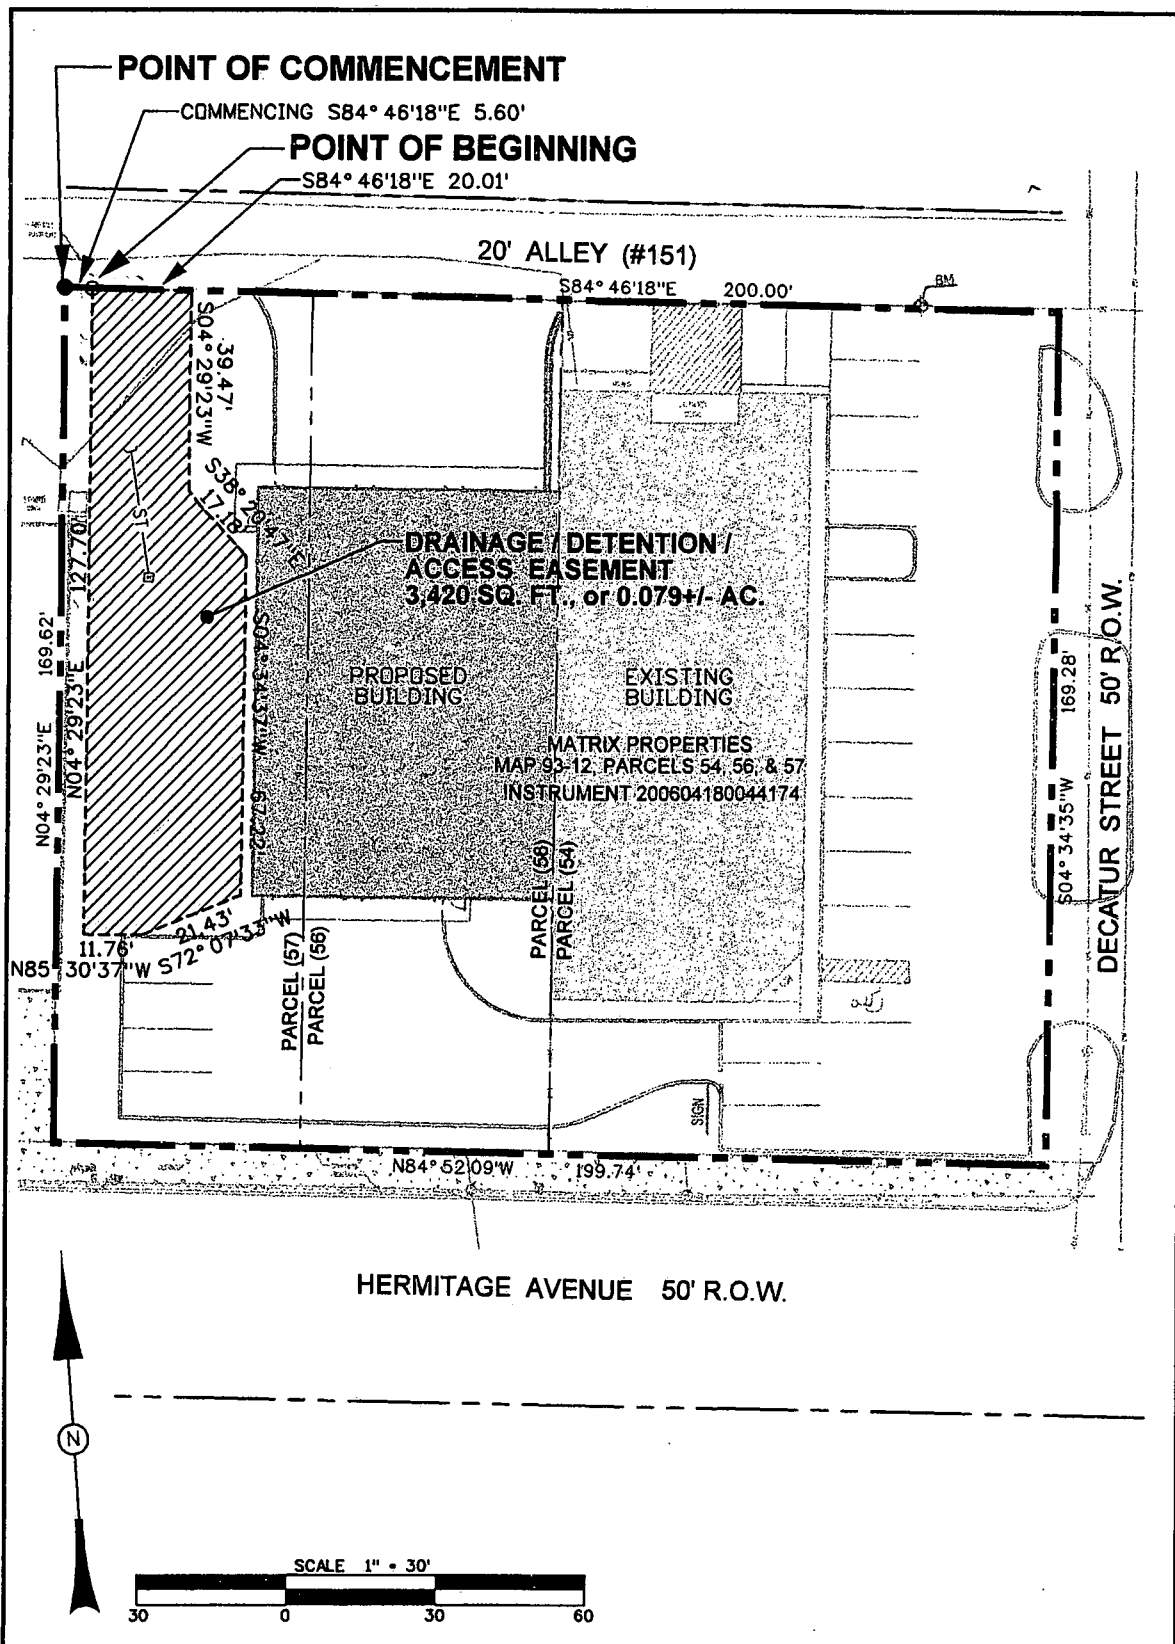 POINT OF COMMENCEMENT
COMMENCING S84° 46'18"E 5.60'
POINT OF BEGINNING
S84° 46'18"E 20.01'
20' ALLEY (#151)
S84° 46'18"E 200.00'
BM
39.47'
S04° 29'23"W
S38° 20'47"E
17.18'
DRAINAGE / DETENTION /
ACCESS EASEMENT
3,420 SQ. FT., or 0.079+/- AC.
ST
N04° 29'23"E 127.70'
N04° 29'23"E 169.62'
S04° 34'37"W 67.22'
PROPOSED
BUILDING
EXISTING
BUILDING
MATRIX PROPERTIES
MAP 93-12, PARCELS 54, 56, & 57
INSTRUMENT 200604180044174
S04° 34'35"W 169.28'
DECATUR STREET 50' R.O.W.
PARCEL (56)
PARCEL (54)
21.43'
S72° 07'33"W
11.76'
N85° 30'37"W
PARCEL (57)
PARCEL (56)
SIGN
N84° 52'09"W 199.74'
HERMITAGE AVENUE 50' R.O.W.
N
SCALE 1" = 30'
30 0 30 60